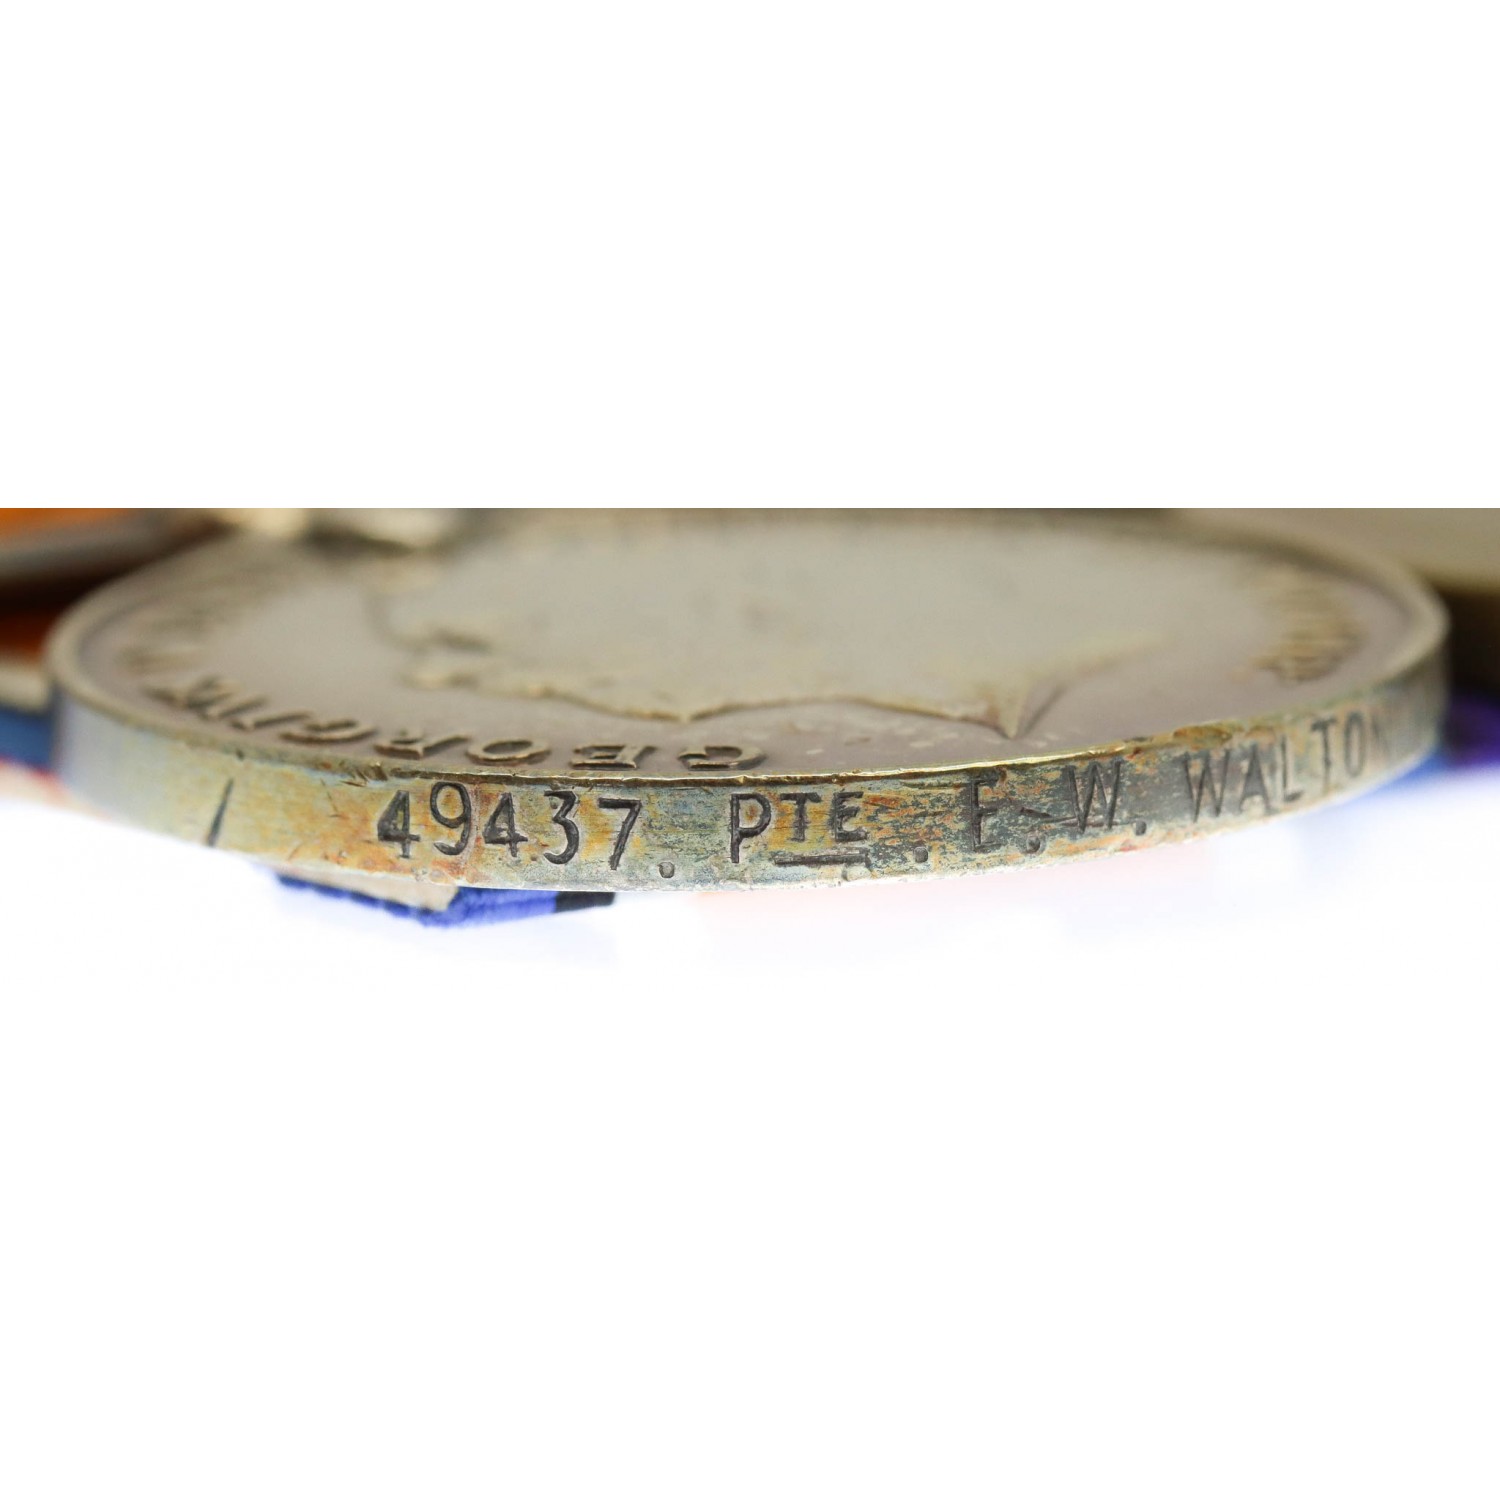 GEORGIVS
49437. PTE. E. W. WALTON